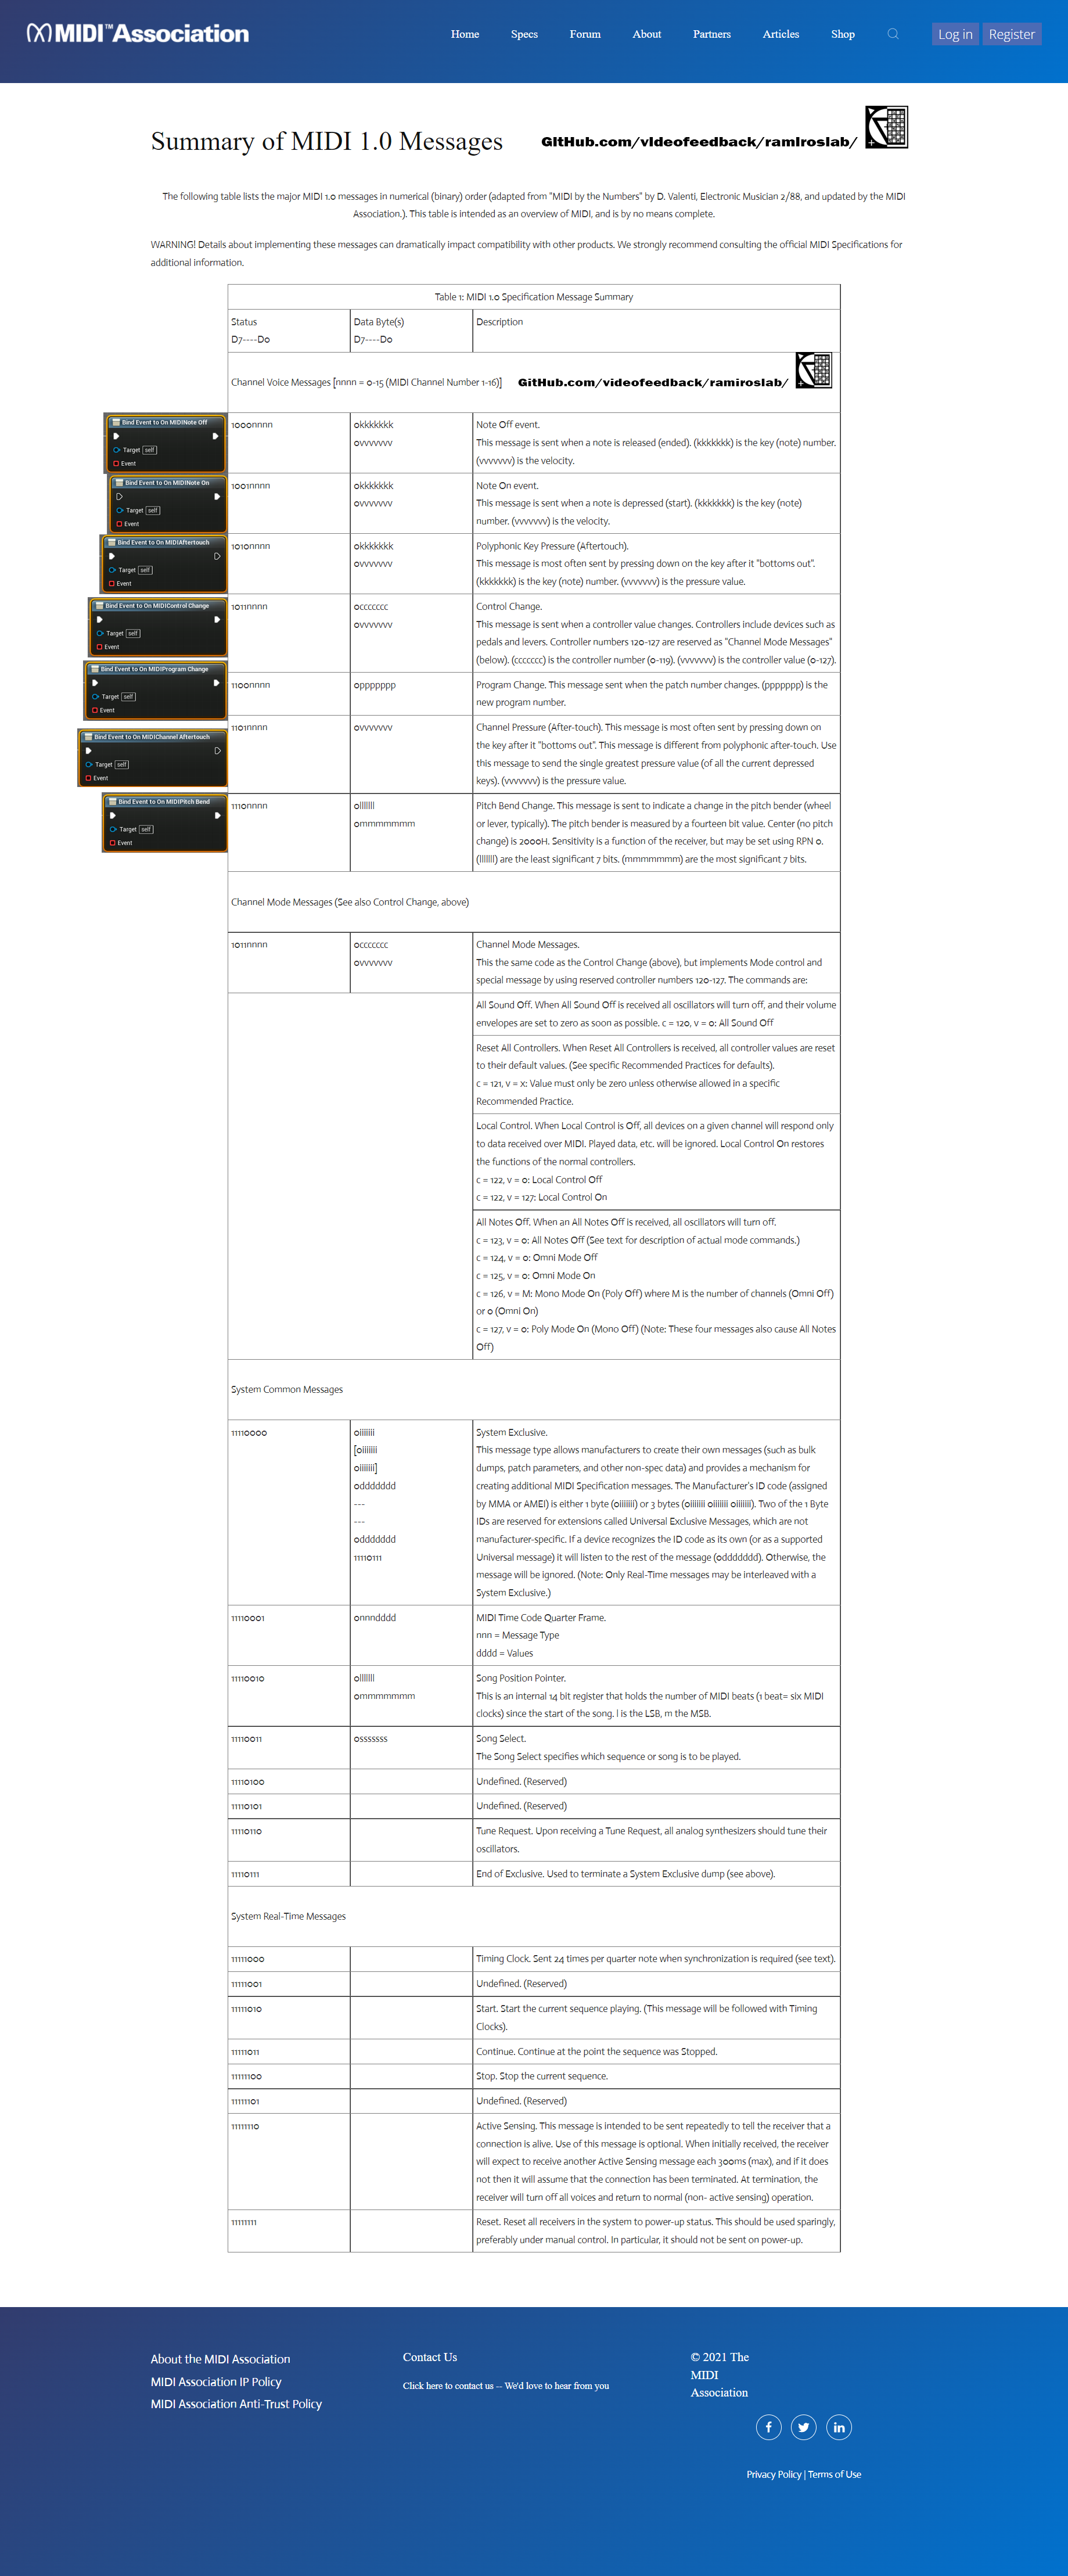 MIDI™Association
Home Specs Forum About Partners Articles Shop Log in Register
Summary of MIDI 1.0 Messages
GitHub.com/videofeedback/ramiroslab/
The following table lists the major MIDI 1.0 messages in numerical (binary) order (adapted from "MIDI by the Numbers" by D. Valenti, Electronic Musician 2/88, and updated by the MIDI
Association.). This table is intended as an overview of MIDI, and is by no means complete.
WARNING! Details about implementing these messages can dramatically impact compatibility with other products. We strongly recommend consulting the official MIDI Specifications for
additional information.
Table 1: MIDI 1.0 Specification Message Summary
Status Data Byte(s) Description
D7----D0 D7----D0
Channel Voice Messages [nnnn = 0-15 (MIDI Channel Number 1-16)] GitHub.com/videofeedback/ramiroslab/
Bind Event to On MIDINote Off
Target self
Event
1000nnnn 0kkkkkkk Note Off event.
0vvvvvvv This message is sent when a note is released (ended). (kkkkkkk) is the key (note) number.
(vvvvvvv) is the velocity.
Bind Event to On MIDINote On
Target self
Event
1001nnnn 0kkkkkkk Note On event.
0vvvvvvv This message is sent when a note is depressed (start). (kkkkkkk) is the key (note)
number. (vvvvvvv) is the velocity.
Bind Event to On MIDIAftertouch
Target self
Event
1010nnnn 0kkkkkkk Polyphonic Key Pressure (Aftertouch).
0vvvvvvv This message is most often sent by pressing down on the key after it "bottoms out".
(kkkkkkk) is the key (note) number. (vvvvvvv) is the pressure value.
Bind Event to On MIDIControl Change
Target self
Event
1011nnnn 0ccccccc Control Change.
0vvvvvvv This message is sent when a controller value changes. Controllers include devices such as
pedals and levers. Controller numbers 120-127 are reserved as "Channel Mode Messages"
(below). (ccccccc) is the controller number (0-119). (vvvvvvv) is the controller value (0-127).
Bind Event to On MIDIProgram Change
Target self
Event
1100nnnn 0ppppppp Program Change. This message sent when the patch number changes. (ppppppp) is the
new program number.
Bind Event to On MIDIChannel Aftertouch
Target self
Event
1101nnnn 0vvvvvvv Channel Pressure (After-touch). This message is most often sent by pressing down on
the key after it "bottoms out". This message is different from polyphonic after-touch. Use
this message to send the single greatest pressure value (of all the current depressed
keys). (vvvvvvv) is the pressure value.
Bind Event to On MIDIPitch Bend
Target self
Event
1110nnnn 0lllllll Pitch Bend Change. This message is sent to indicate a change in the pitch bender (wheel
0mmmmmmm or lever, typically). The pitch bender is measured by a fourteen bit value. Center (no pitch
change) is 2000H. Sensitivity is a function of the receiver, but may be set using RPN 0.
(lllllll) are the least significant 7 bits. (mmmmmmm) are the most significant 7 bits.
Channel Mode Messages (See also Control Change, above)
1011nnnn 0ccccccc Channel Mode Messages.
0vvvvvvv This the same code as the Control Change (above), but implements Mode control and
special message by using reserved controller numbers 120-127. The commands are:
All Sound Off. When All Sound Off is received all oscillators will turn off, and their volume
envelopes are set to zero as soon as possible. c = 120, v = 0: All Sound Off
Reset All Controllers. When Reset All Controllers is received, all controller values are reset
to their default values. (See specific Recommended Practices for defaults).
c = 121, v = x: Value must only be zero unless otherwise allowed in a specific
Recommended Practice.
Local Control. When Local Control is Off, all devices on a given channel will respond only
to data received over MIDI. Played data, etc. will be ignored. Local Control On restores
the functions of the normal controllers.
c = 122, v = 0: Local Control Off
c = 122, v = 127: Local Control On
All Notes Off. When an All Notes Off is received, all oscillators will turn off.
c = 123, v = 0: All Notes Off (See text for description of actual mode commands.)
c = 124, v = 0: Omni Mode Off
c = 125, v = 0: Omni Mode On
c = 126, v = M: Mono Mode On (Poly Off) where M is the number of channels (Omni Off)
or 0 (Omni On)
c = 127, v = 0: Poly Mode On (Mono Off) (Note: These four messages also cause All Notes
Off)
System Common Messages
11110000 0iiiiiii System Exclusive.
[0iiiiiii This message type allows manufacturers to create their own messages (such as bulk
0iiiiiii] dumps, patch parameters, and other non-spec data) and provides a mechanism for
0ddddddd creating additional MIDI Specification messages. The Manufacturer's ID code (assigned
--- by MMA or AMEI) is either 1 byte (0iiiiiii) or 3 bytes (0iiiiiii 0iiiiiii 0iiiiiii). Two of the 1 Byte
--- IDs are reserved for extensions called Universal Exclusive Messages, which are not
0ddddddd manufacturer-specific. If a device recognizes the ID code as its own (or as a supported
11110111 Universal message) it will listen to the rest of the message (0ddddddd). Otherwise, the
message will be ignored. (Note: Only Real-Time messages may be interleaved with a
System Exclusive.)
11110001 0nnndddd MIDI Time Code Quarter Frame.
nnn = Message Type
dddd = Values
11110010 0lllllll Song Position Pointer.
0mmmmmmm This is an internal 14 bit register that holds the number of MIDI beats (1 beat= six MIDI
clocks) since the start of the song. l is the LSB, m the MSB.
11110011 0sssssss Song Select.
The Song Select specifies which sequence or song is to be played.
11110100 Undefined. (Reserved)
11110101 Undefined. (Reserved)
11110110 Tune Request. Upon receiving a Tune Request, all analog synthesizers should tune their
oscillators.
11110111 End of Exclusive. Used to terminate a System Exclusive dump (see above).
System Real-Time Messages
11111000 Timing Clock. Sent 24 times per quarter note when synchronization is required (see text).
11111001 Undefined. (Reserved)
11111010 Start. Start the current sequence playing. (This message will be followed with Timing
Clocks).
11111011 Continue. Continue at the point the sequence was Stopped.
11111100 Stop. Stop the current sequence.
11111101 Undefined. (Reserved)
11111110 Active Sensing. This message is intended to be sent repeatedly to tell the receiver that a
connection is alive. Use of this message is optional. When initially received, the receiver
will expect to receive another Active Sensing message each 300ms (max), and if it does
not then it will assume that the connection has been terminated. At termination, the
receiver will turn off all voices and return to normal (non- active sensing) operation.
11111111 Reset. Reset all receivers in the system to power-up status. This should be used sparingly,
preferably under manual control. In particular, it should not be sent on power-up.
About the MIDI Association
MIDI Association IP Policy
MIDI Association Anti-Trust Policy
Contact Us
Click here to contact us -- We'd love to hear from you
© 2021 The
MIDI
Association
Privacy Policy | Terms of Use